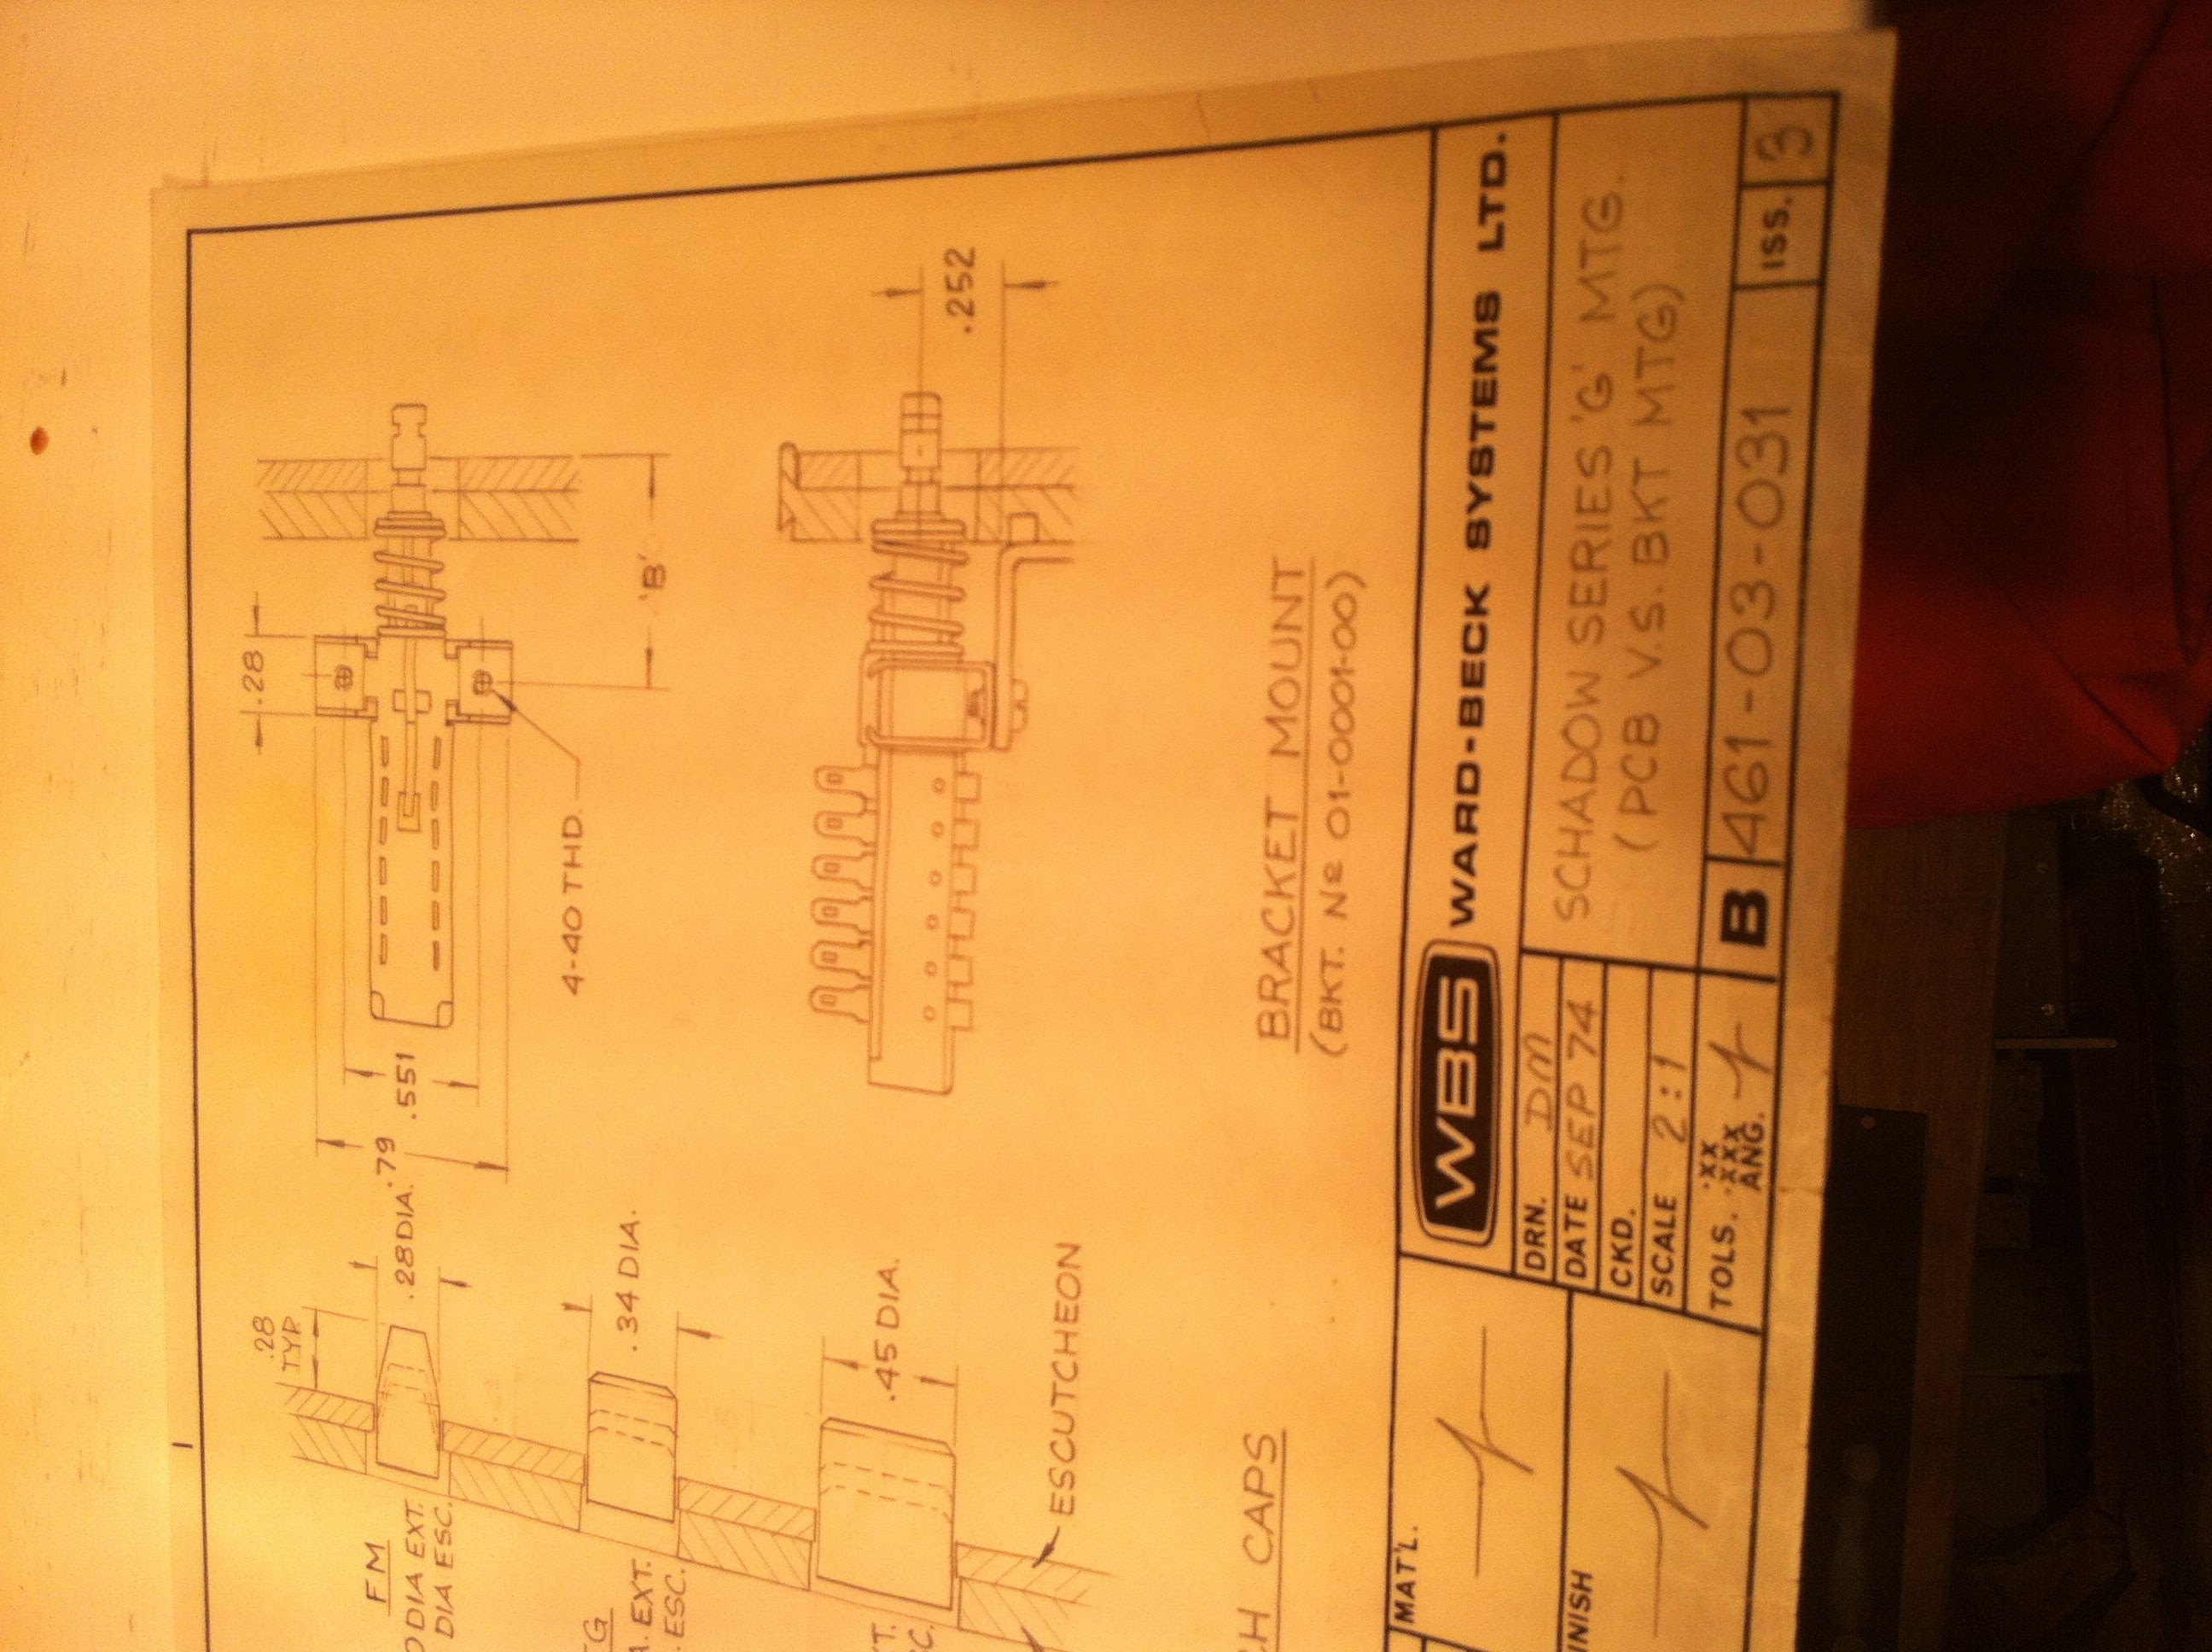 .28
.28
TYP.
.79
.551
'B'
4-40 THD.
FM
DIA EXT.
DIA ESC.
.28 DIA.
.34 DIA.
EXT.
ESC.
.45 DIA.
ESCUTCHEON
.252
CAPS
BRACKET MOUNT
(BKT. Nº 01-0001-00)
MAT'L.
WBS WARD-BECK SYSTEMS LTD.
DRN. DM
DATE SEP 74
CKD.
SCALE 2:1
TOLS. .XX
.XXX
ANG.
SCHADOW SERIES 'G' MTG.
(PCB V.S. BKT MTG)
B 461-03-031 ISS. 3